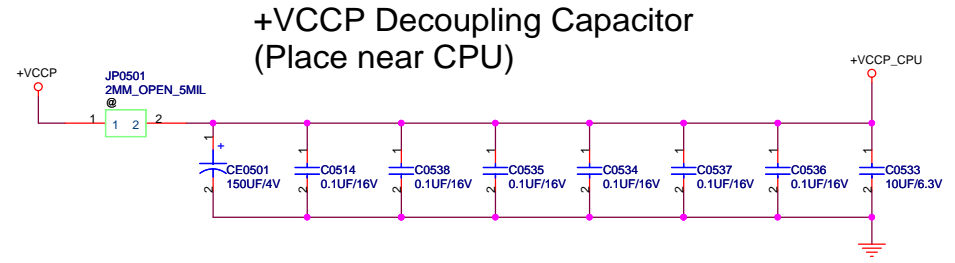 +VCCP Decoupling Capacitor
(Place near CPU)
+VCCP
JP0501
2MM_OPEN_5MIL
@
1 1 2 2
+VCCP_CPU
1 1 1 1 1 1 1 1
+
CE0501 C0514 C0538 C0535 C0534 C0537 C0536 C0533
150UF/4V 0.1UF/16V 0.1UF/16V 0.1UF/16V 0.1UF/16V 0.1UF/16V 0.1UF/16V 10UF/6.3V
2 2 2 2 2 2 2 2